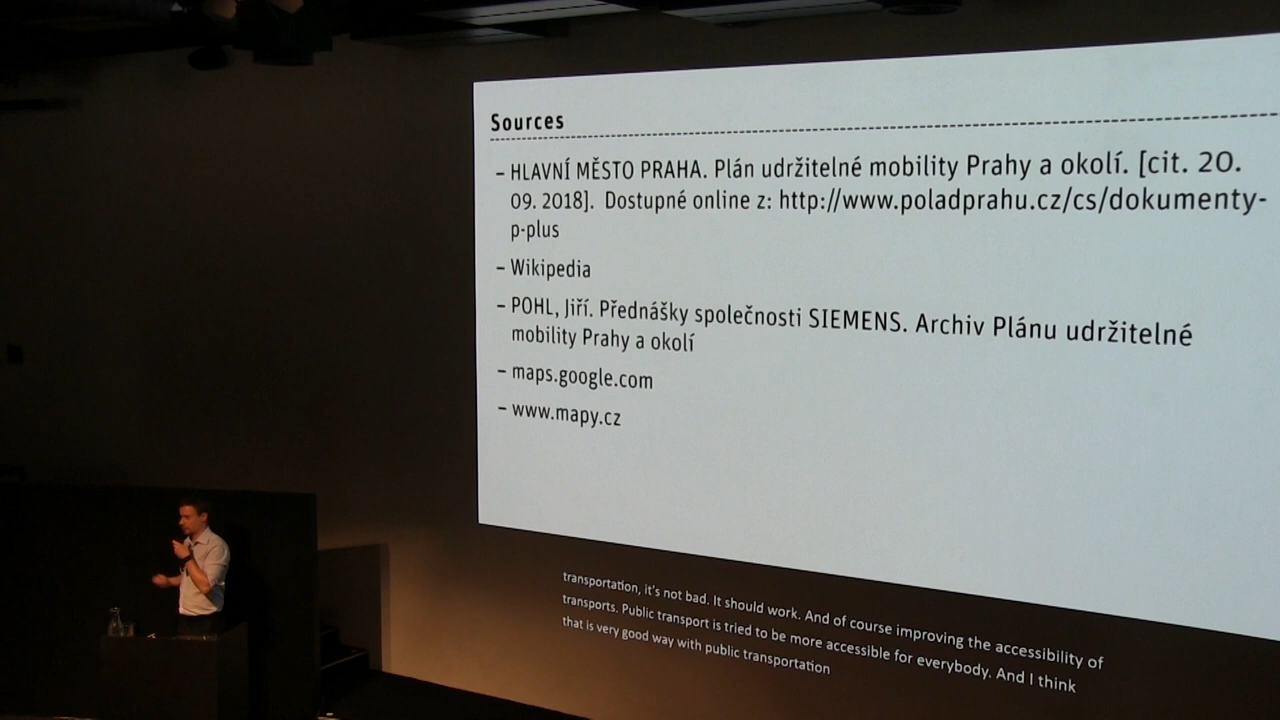 Sources
– HLAVNÍ MĚSTO PRAHA. Plán udržitelné mobility Prahy a okolí. [cit. 20.
09. 2018]. Dostupné online z: http://www.poladprahu.cz/cs/dokumenty-
p-plus
– Wikipedia
– POHL, Jiří. Přednášky společnosti SIEMENS. Archiv Plánu udržitelné
mobility Prahy a okolí
– maps.google.com
– www.mapy.cz
transportation, it's not bad. It should work. And of course improving the accessibility of
transports. Public transport is tried to be more accessible for everybody. And I think
that is very good way with public transportation